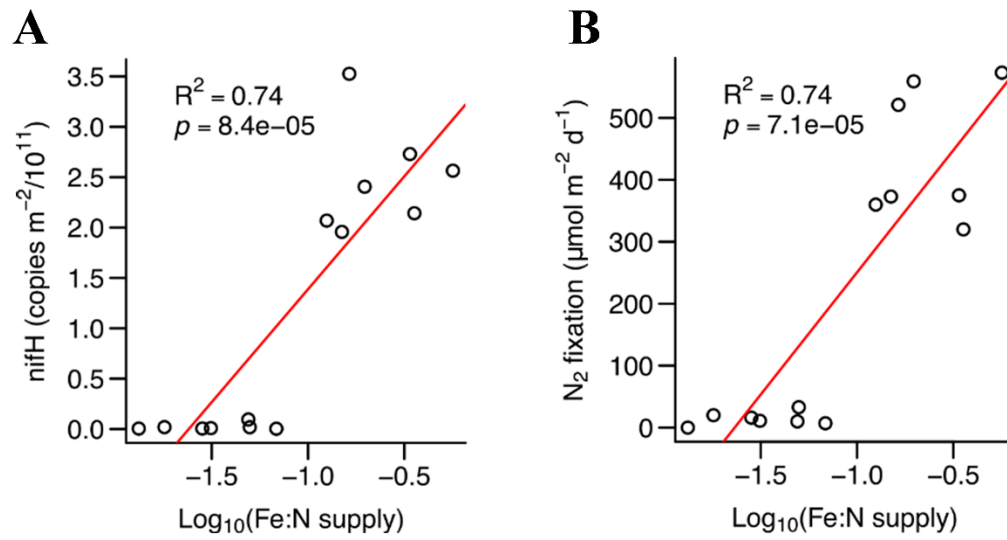 A
nifH (copies m⁻²/10¹¹)
3.5
3.0
2.5
2.0
1.5
1.0
0.5
0.0
R² = 0.74
p = 8.4e−05
−1.5
−1.0
−0.5
Log₁₀(Fe:N supply)
B
N₂ fixation (μmol m⁻² d⁻¹)
500
400
300
200
100
0
R² = 0.74
p = 7.1e−05
−1.5
−1.0
−0.5
Log₁₀(Fe:N supply)